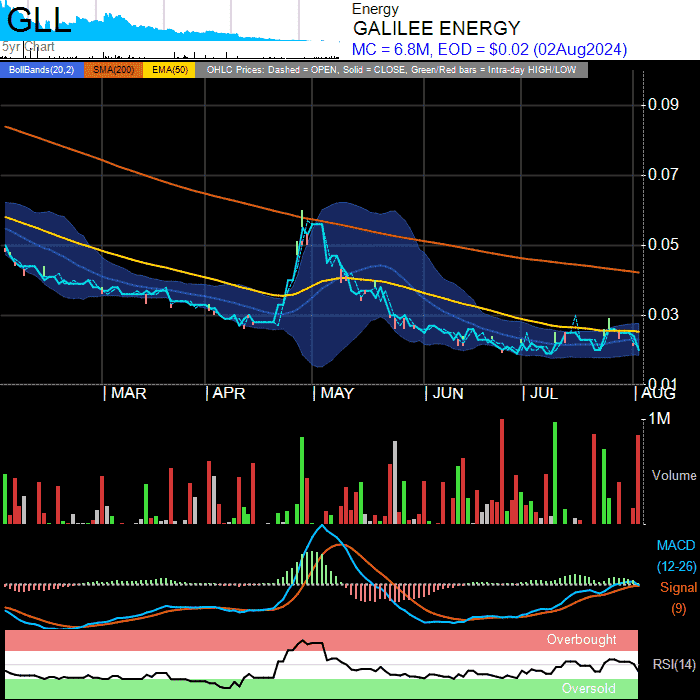 GLL
5yr Chart
Energy
GALILEE ENERGY
MC = 6.8M, EOD = $0.02 (02Aug2024)
BollBands(20,2) SMA(200) EMA(50) OHLC Prices: Dashed = OPEN, Solid = CLOSE, Green/Red bars = Intra-day HIGH/LOW
0.09
0.07
0.05
0.03
0.01
MAR APR MAY JUN JUL AUG
1M
Volume
MACD
(12-26)
Signal
(9)
Overbought
RSI(14)
Oversold